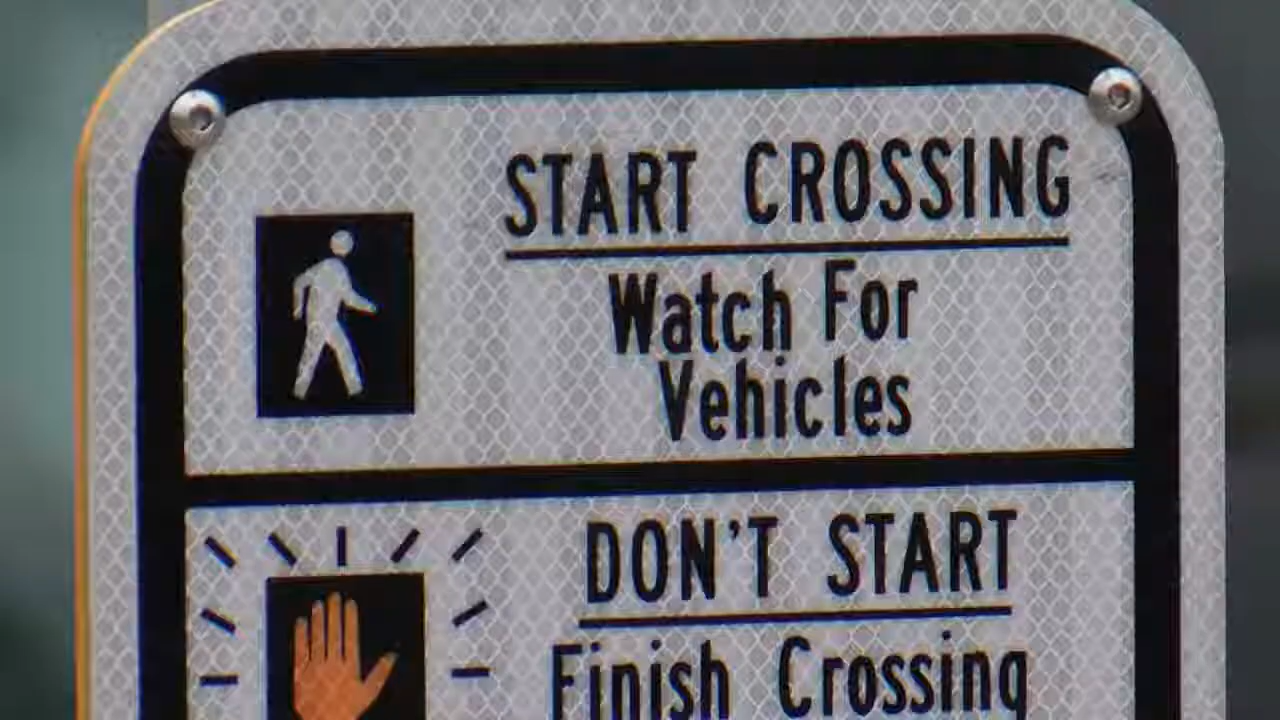 START CROSSING
Watch For
Vehicles
DON'T START
Finish Crossing